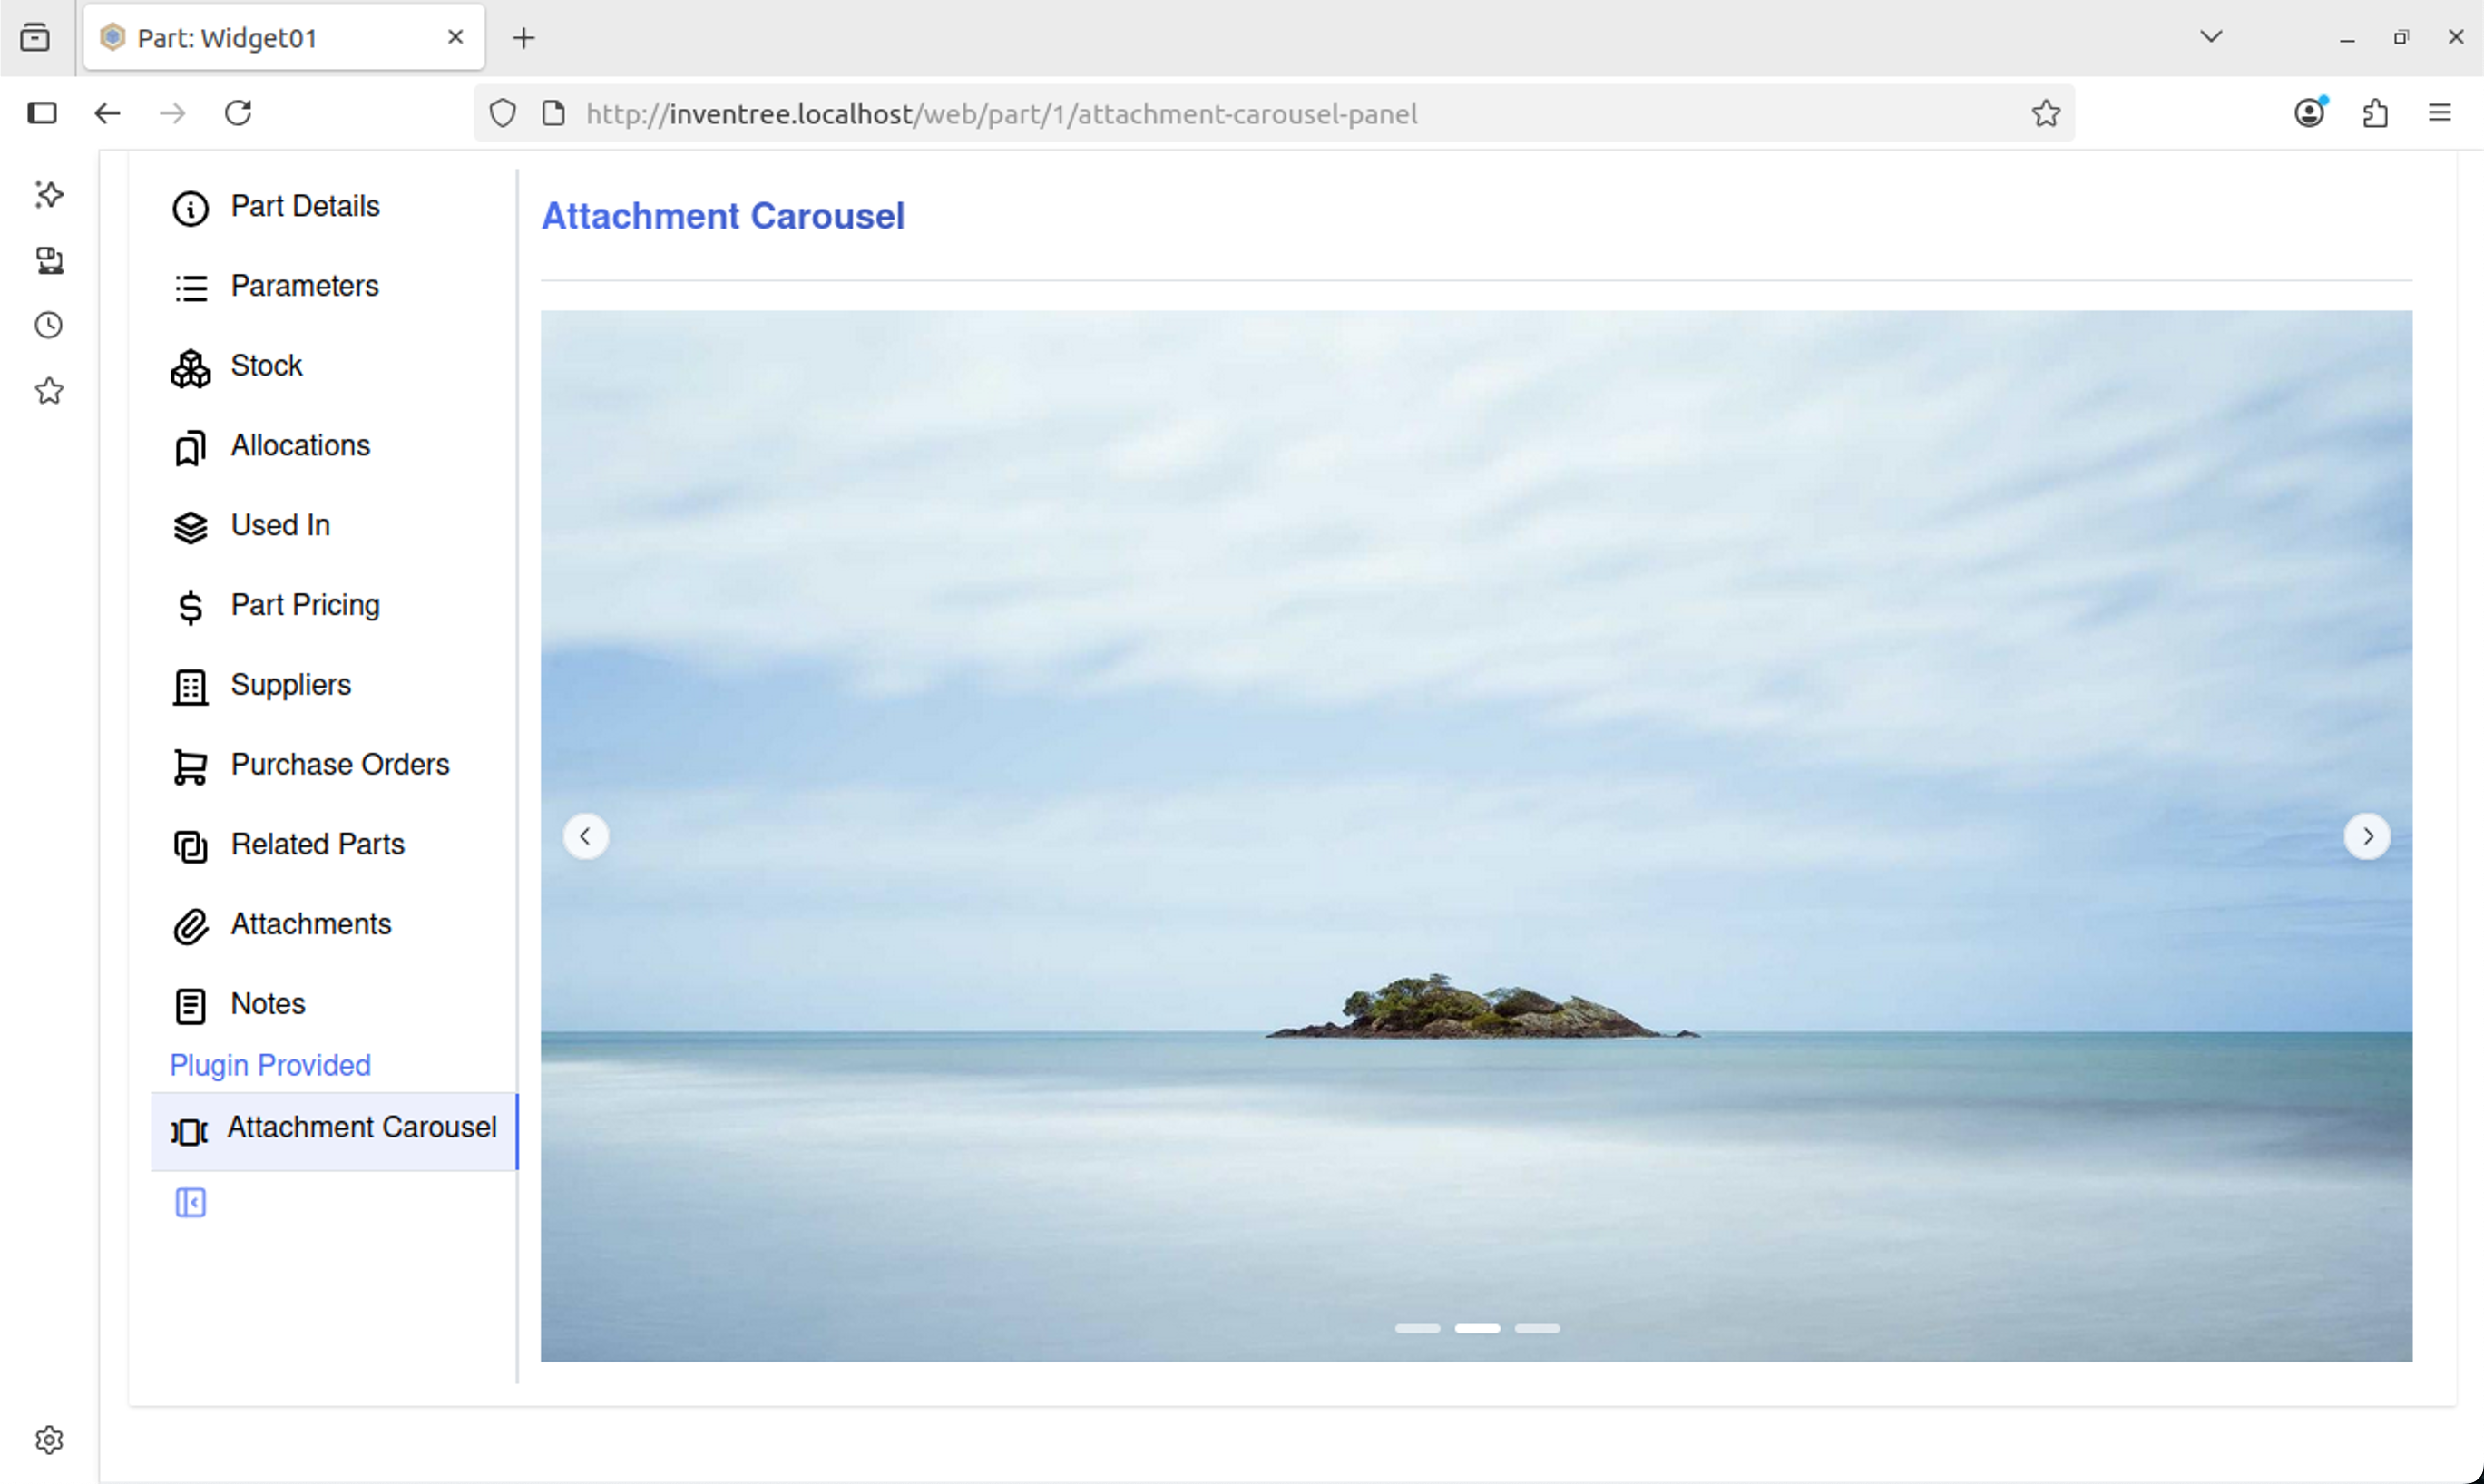 Part: Widget01
http://inventree.localhost/web/part/1/attachment-carousel-panel
Part Details
Parameters
Stock
Allocations
Used In
Part Pricing
Suppliers
Purchase Orders
Related Parts
Attachments
Notes
Plugin Provided
Attachment Carousel
Attachment Carousel